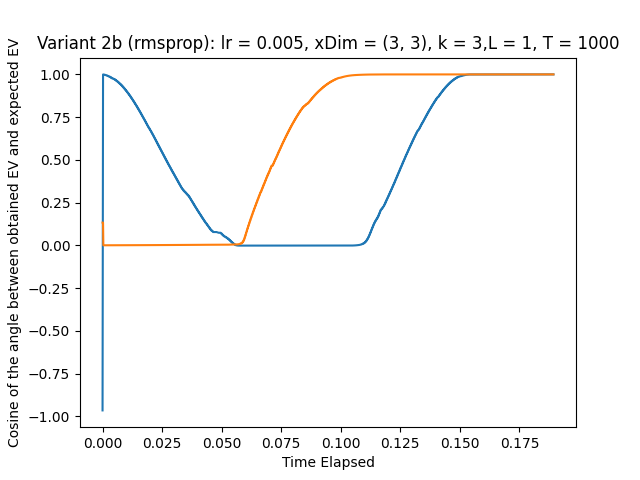 Variant 2b (rmsprop): lr = 0.005, xDim = (3, 3), k = 3,L = 1, T = 1000
Cosine of the angle between obtained EV and expected EV
1.00
0.75
0.50
0.25
0.00
−0.25
−0.50
−0.75
−1.00
0.000 0.025 0.050 0.075 0.100 0.125 0.150 0.175
Time Elapsed